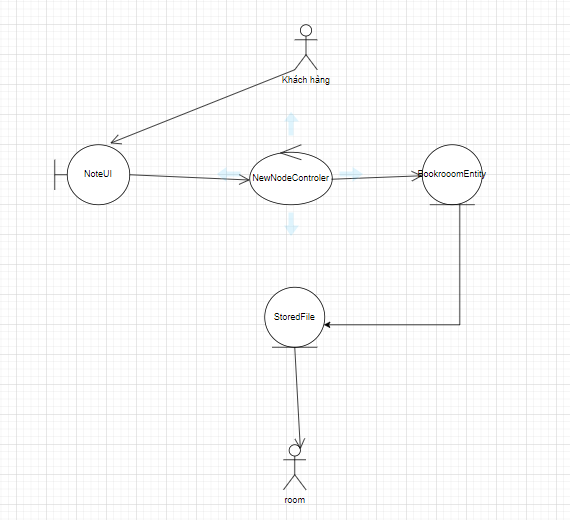 Khách hàng
NoteUI
NewNodeControler
BookrooomEntity
StoredFile
room